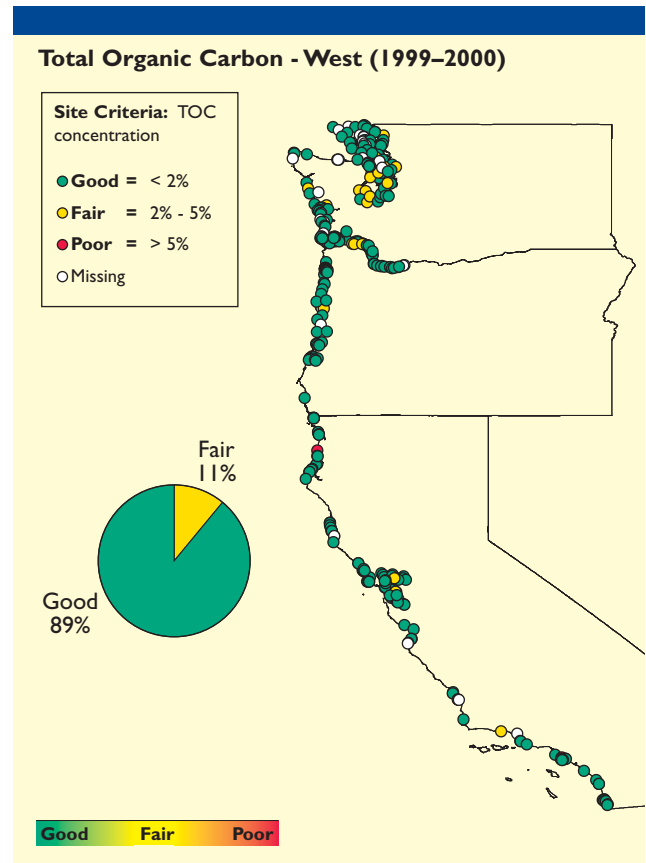 Total Organic Carbon - West (1999–2000)
Site Criteria: TOC
concentration
Good = < 2%
Fair = 2% - 5%
Poor = > 5%
Missing
Fair
11%
Good
89%
Good Fair Poor